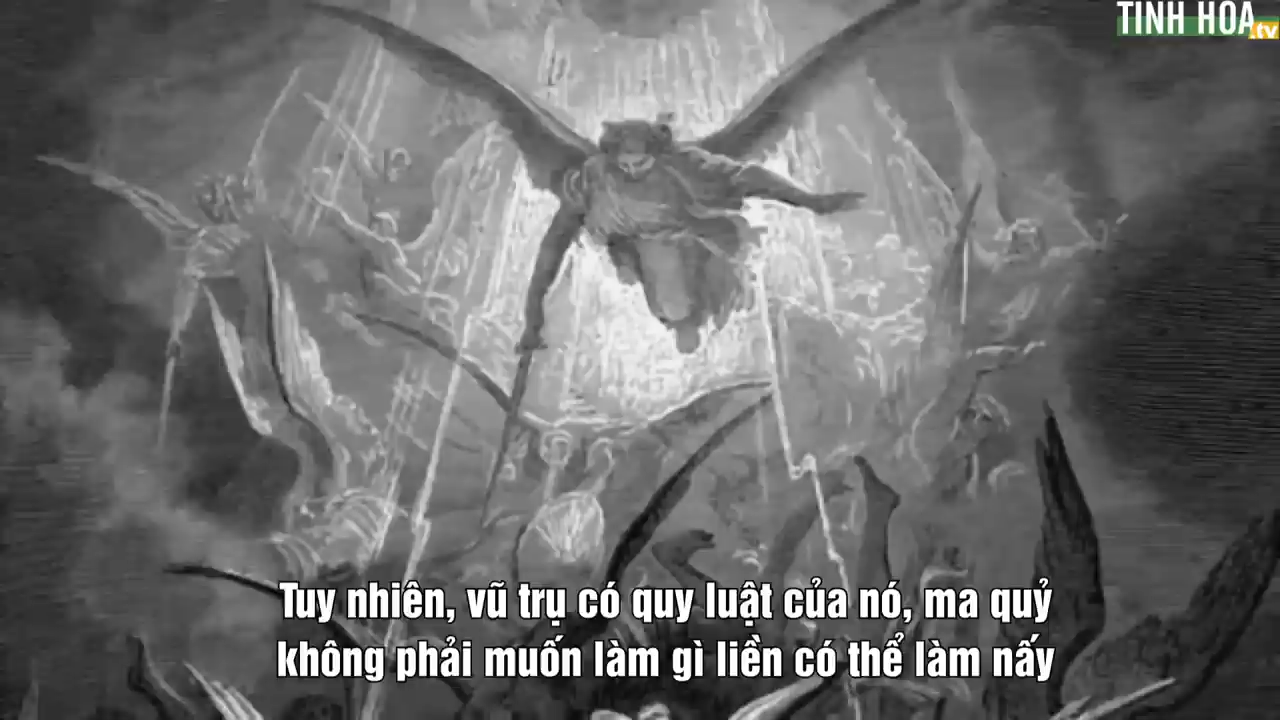 TINH HOA
.tv
Tuy nhiên, vũ trụ có quy luật của nó, ma quỷ
không phải muốn làm gì liền có thể làm nấy